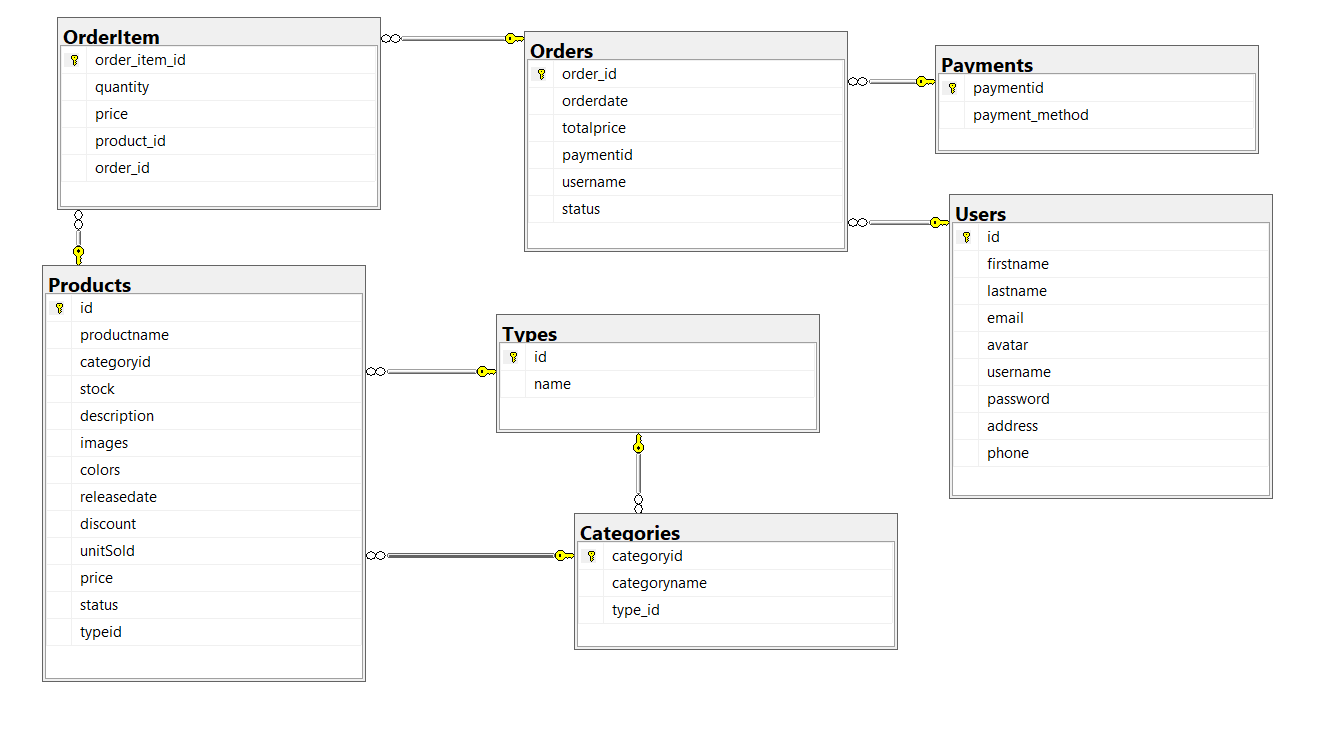 OrderItem
order_item_id
quantity
price
product_id
order_id
Orders
order_id
orderdate
totalprice
paymentid
username
status
Payments
paymentid
payment_method
Users
id
firstname
lastname
email
avatar
username
password
address
phone
Products
id
productname
categoryid
stock
description
images
colors
releasedate
discount
unitSold
price
status
typeid
Types
id
name
Categories
categoryid
categoryname
type_id